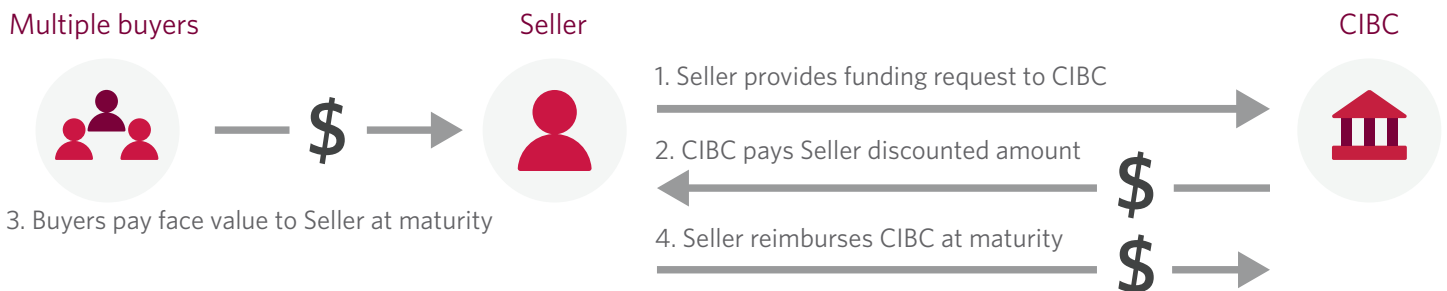 Multiple buyers
Seller
CIBC
1. Seller provides funding request to CIBC
$
2. CIBC pays Seller discounted amount
$
3. Buyers pay face value to Seller at maturity
4. Seller reimburses CIBC at maturity
$